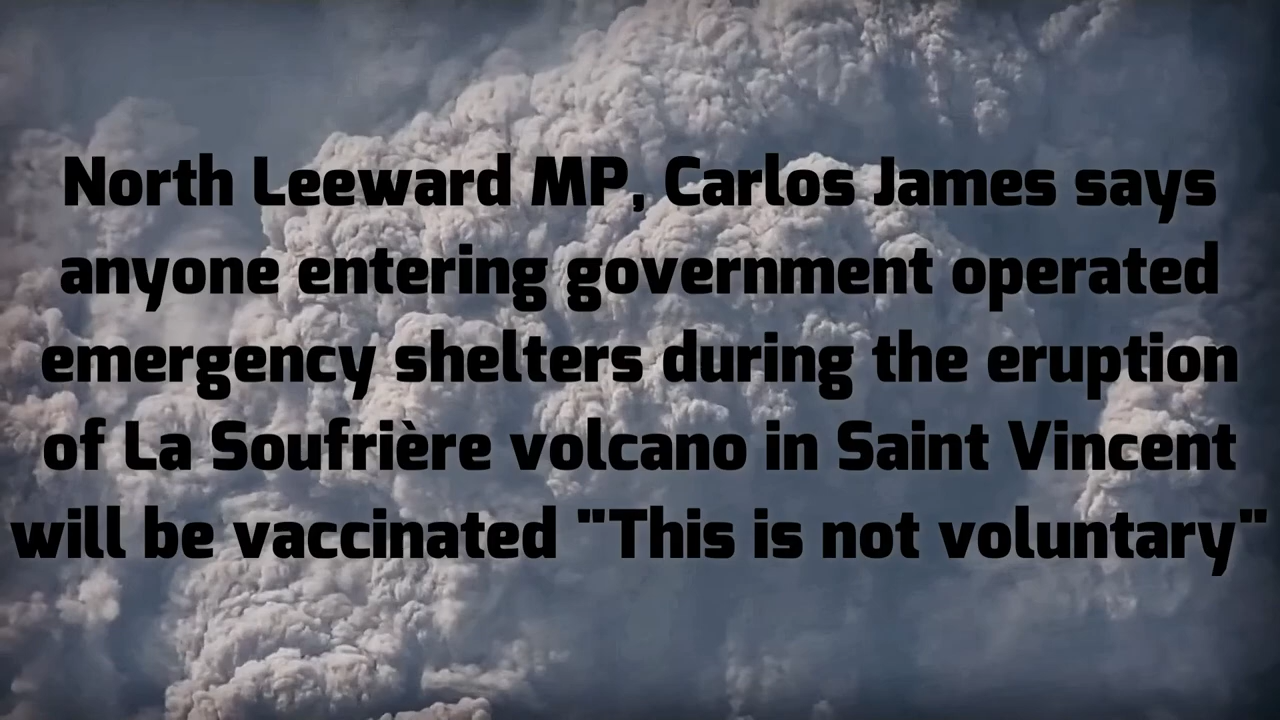 North Leeward MP, Carlos James says
anyone entering government operated
emergency shelters during the eruption
of La Soufrière volcano in Saint Vincent
will be vaccinated "This is not voluntary"